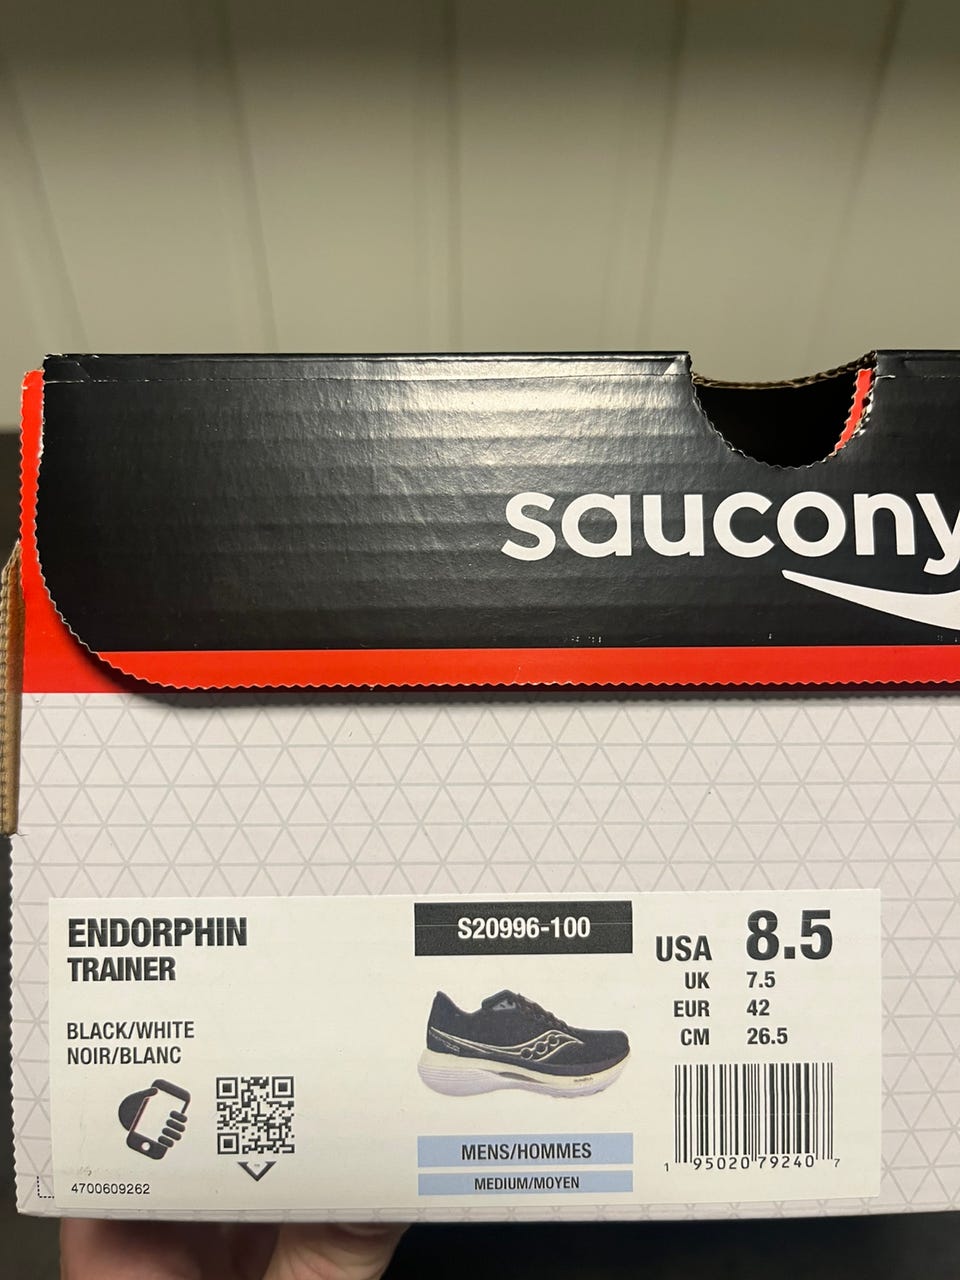 saucony
ENDORPHIN
TRAINER
BLACK/WHITE
NOIR/BLANC
4700609262
S20996-100
MENS/HOMMES
MEDIUM/MOYEN
USA 8.5
UK 7.5
EUR 42
CM 26.5
1 95020 79240 7